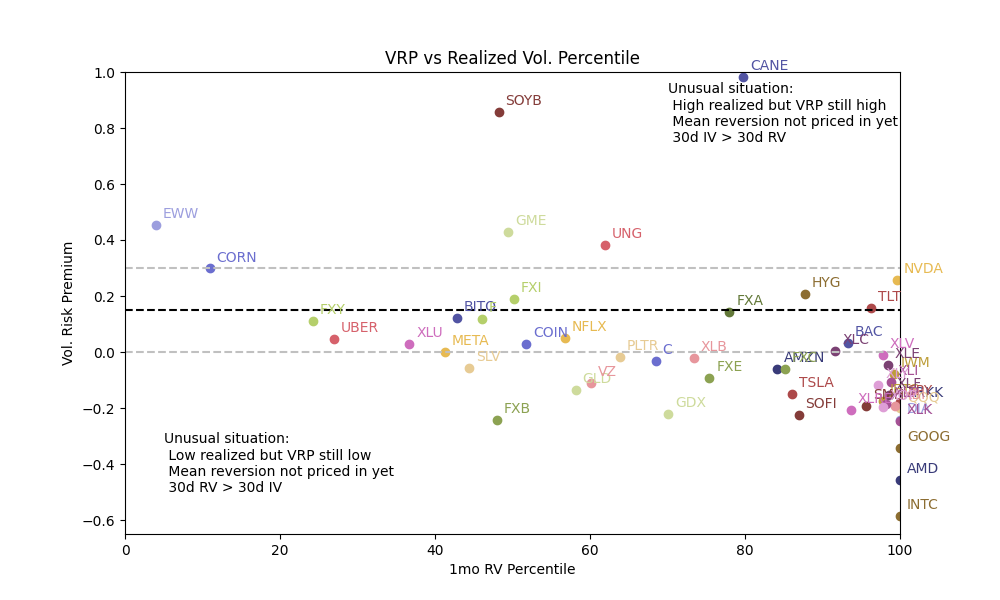 VRP vs Realized Vol. Percentile
CANE
Unusual situation:
High realized but VRP still high
Mean reversion not priced in yet
30d IV > 30d RV
SOYB
EWW
GME
UNG
CORN
NVDA
FXI
HYG
TLT
FXA
FXY
BITO
UBER
XLU
META
COIN
NFLX
BAC
XLC
XLV
XLE
SLV
PLTR
C
XLB
IWM
VZ
GLD
FXE
TSLA
XLI
XLF
GDX
SOFI
XLP
FXB
XLK
GOOG
AMD
INTC
Unusual situation:
Low realized but VRP still low
Mean reversion not priced in yet
30d RV > 30d IV
1.0
0.8
0.6
0.4
0.2
0.0
−0.2
−0.4
−0.6
Vol. Risk Premium
0
20
40
60
80
100
1mo RV Percentile